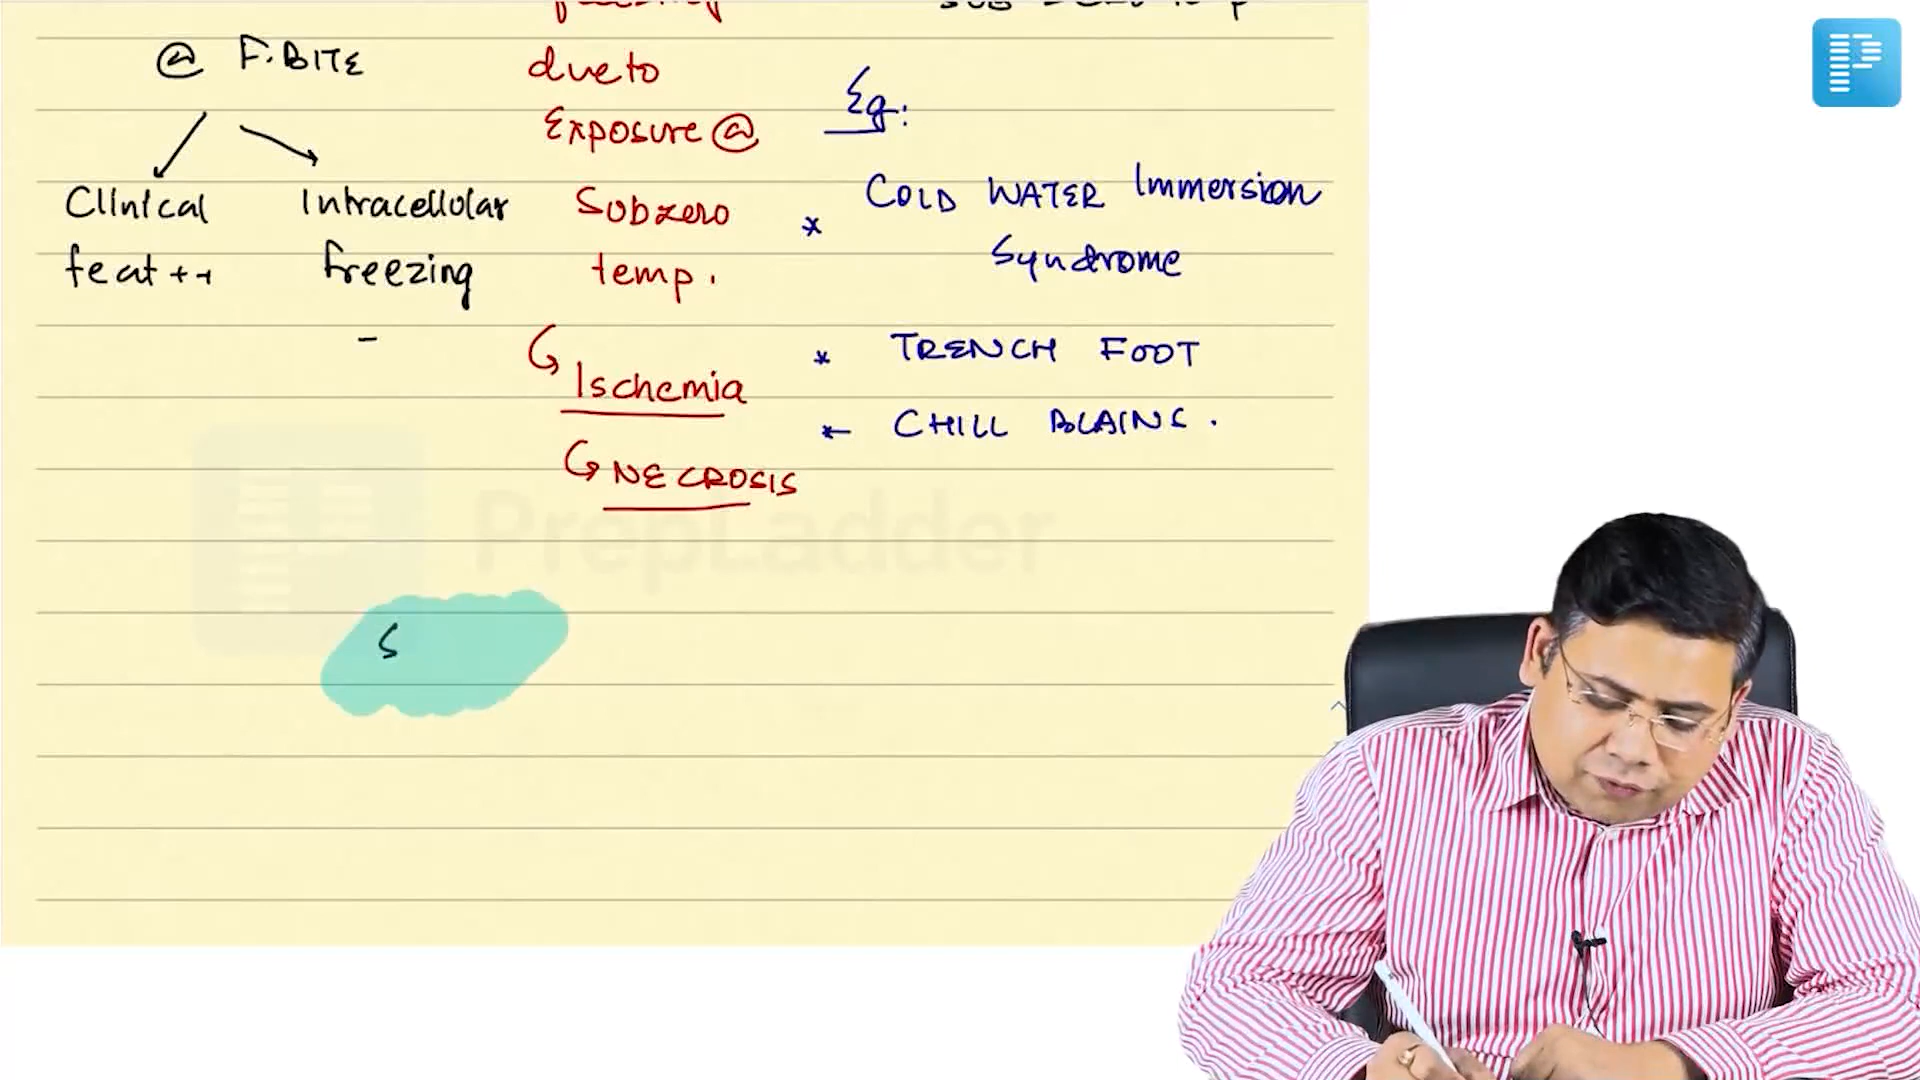 @ F. BITE
Clinical
feat ++
Intracellular
freezing
-
due to
Exposure @
Subzero
temp.
Ischemia
NECROSIS
Eg:
* COLD WATER Immersion
Syndrome
* TRENCH FOOT
* CHILL BLAINS.
PrepLadder
S